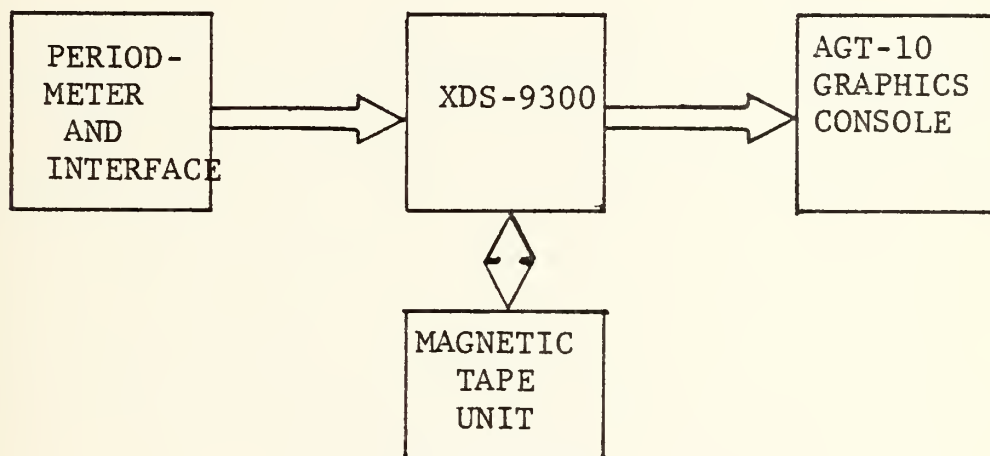 PERIOD-
METER
AND
INTERFACE
XDS-9300
AGT-10
GRAPHICS
CONSOLE
MAGNETIC
TAPE
UNIT